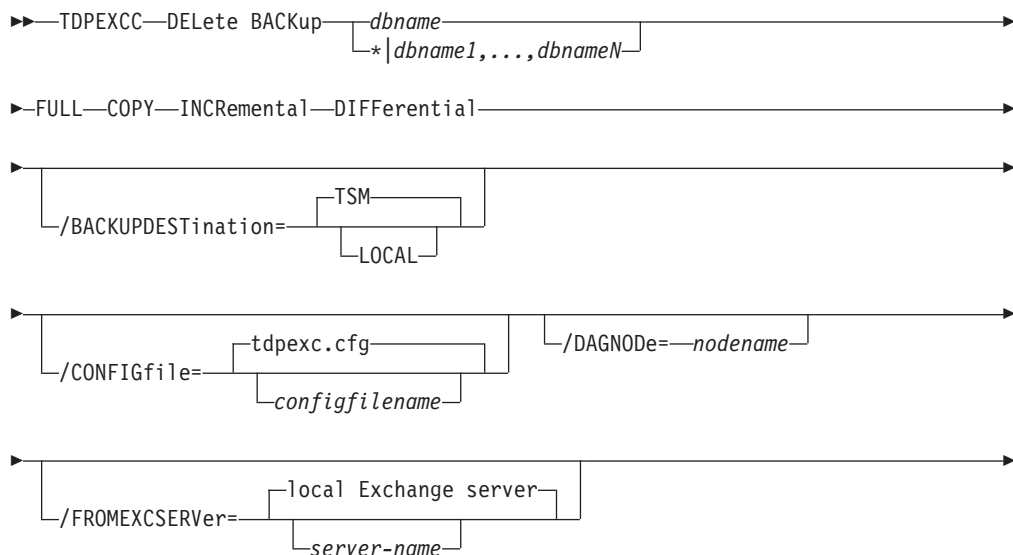 TDPEXCC DELete BACKup dbname
*|dbname1,...,dbnameN
FULL COPY INCRemental DIFFerential
TSM
/BACKUPDESTination=
LOCAL
tdpexc.cfg
/CONFIGfile= /DAGNODe= nodename
configfilename
local Exchange server
/FROMEXCSERVer=
server-name